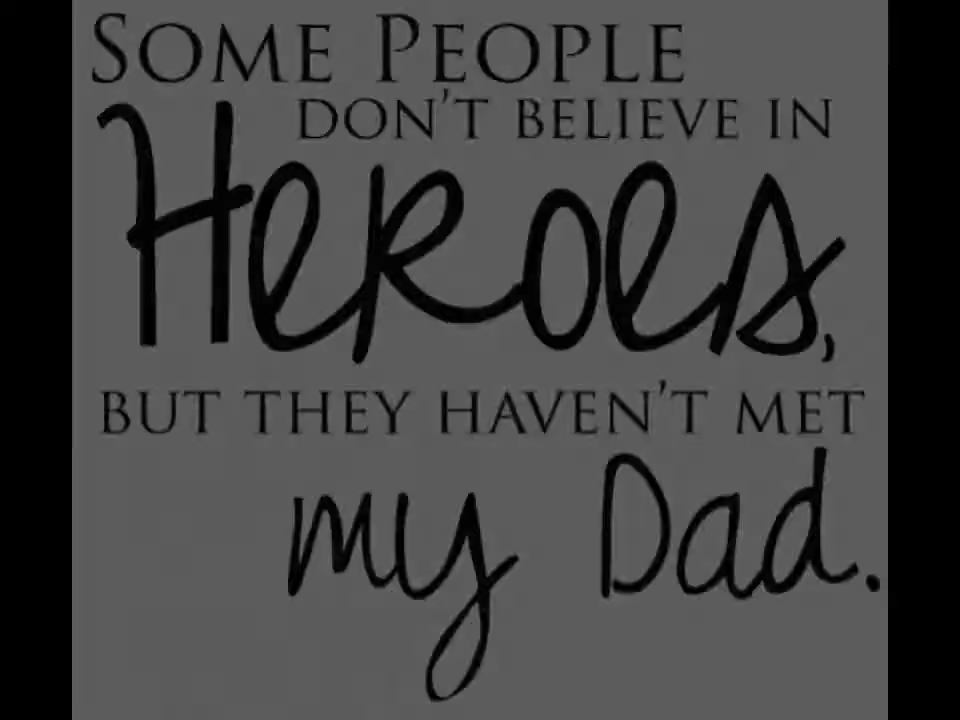 SOME PEOPLE
DON'T BELIEVE IN
HEROES,
BUT THEY HAVEN'T MET
my Dad.